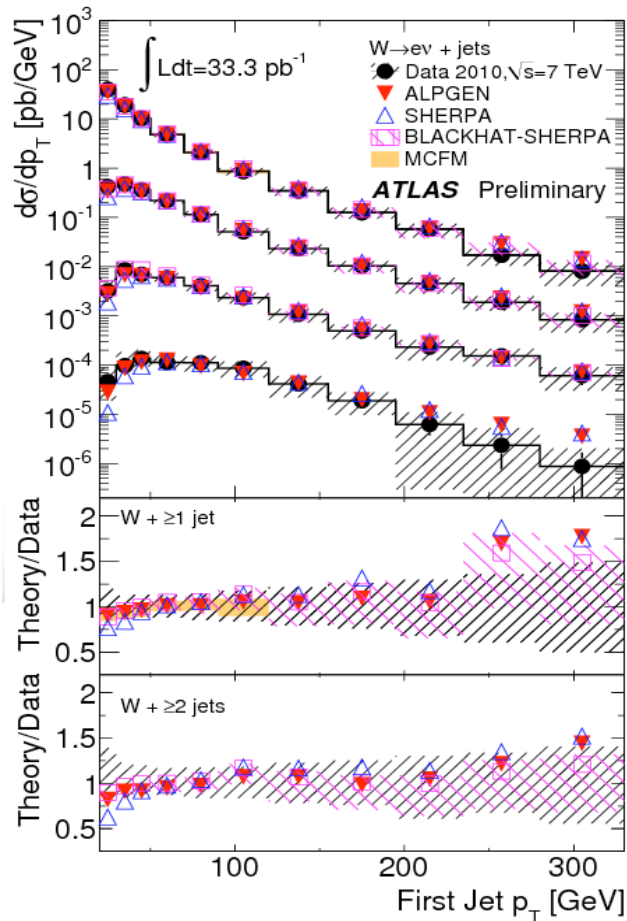 dσ/dp_T [pb/GeV]
10³
10²
10
1
10⁻¹
10⁻²
10⁻³
10⁻⁴
10⁻⁵
10⁻⁶
∫Ldt=33.3 pb⁻¹
W→eν + jets
Data 2010,√s=7 TeV
ALPGEN
SHERPA
BLACKHAT-SHERPA
MCFM
ATLAS Preliminary
Theory/Data
2
1.5
1
0.5
W + ≥1 jet
Theory/Data
2
1.5
1
0.5
W + ≥2 jets
100 200 300
First Jet p_T [GeV]